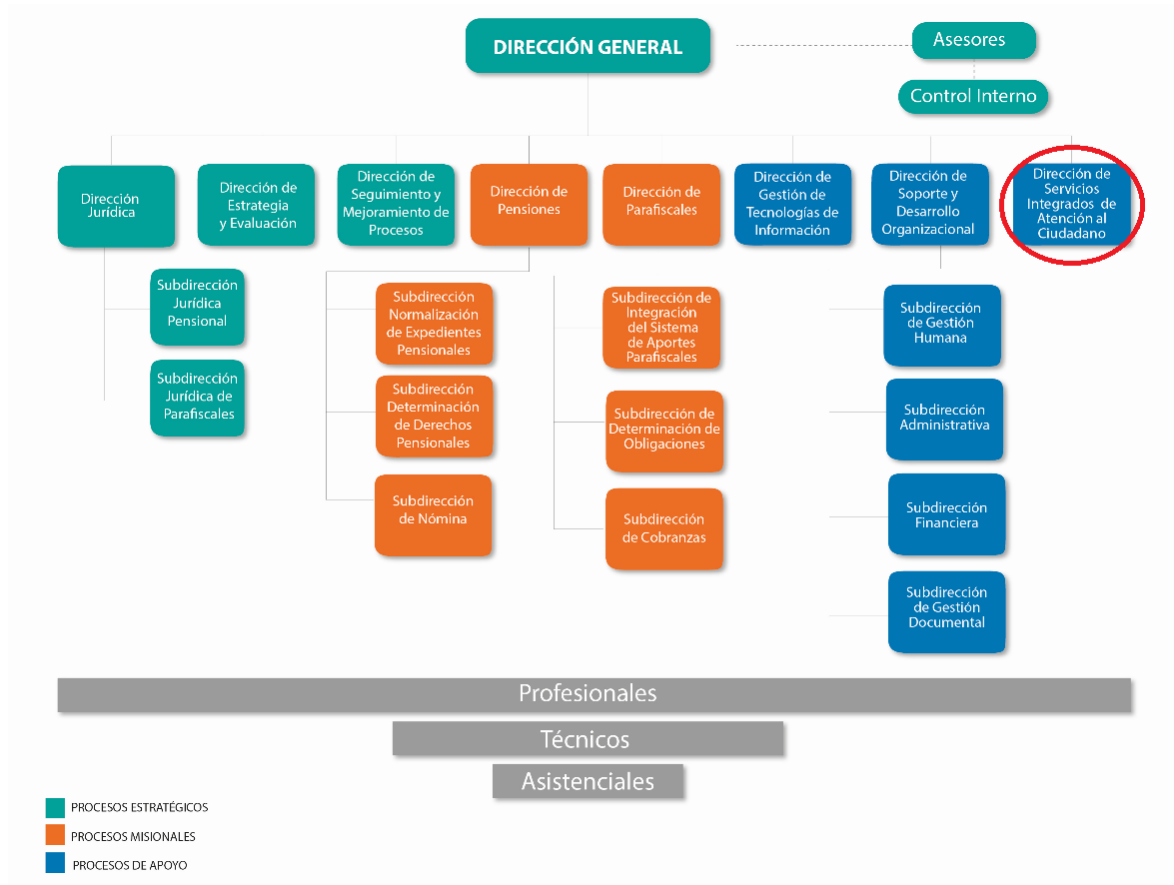 DIRECCIÓN GENERAL
Asesores
Control Interno
Dirección
Jurídica
Dirección de
Estrategia
y Evaluación
Dirección de
Seguimiento y
Mejoramiento de
Procesos
Dirección de
Pensiones
Dirección de
Parafiscales
Dirección de
Gestión de
Tecnologías de
Información
Dirección de
Soporte y
Desarrollo
Organizacional
Dirección de
Servicios
Integrados de
Atención al
Ciudadano
Subdirección
Jurídica
Pensional
Subdirección
Jurídica de
Parafiscales
Subdirección
Normalización
de Expedientes
Pensionales
Subdirección
Determinación
de Derechos
Pensionales
Subdirección
de Nómina
Subdirección de
Integración
del Sistema
de Aportes
Parafiscales
Subdirección de
Determinación de
Obligaciones
Subdirección
de Cobranzas
Subdirección
de Gestión
Humana
Subdirección
Administrativa
Subdirección
Financiera
Subdirección
de Gestión
Documental
Profesionales
Técnicos
Asistenciales
PROCESOS ESTRATÉGICOS
PROCESOS MISIONALES
PROCESOS DE APOYO